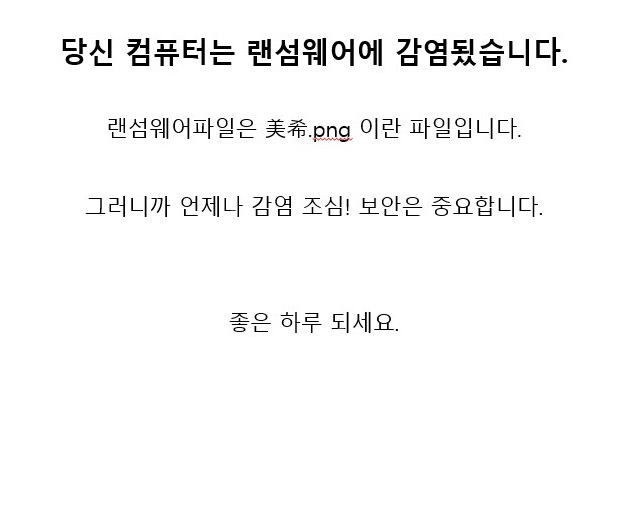 당신 컴퓨터는 랜섬웨어에 감염됬습니다.
랜섬웨어파일은 美希.png 이란 파일입니다.
그러니까 언제나 감염 조심! 보안은 중요합니다.
좋은 하루 되세요.